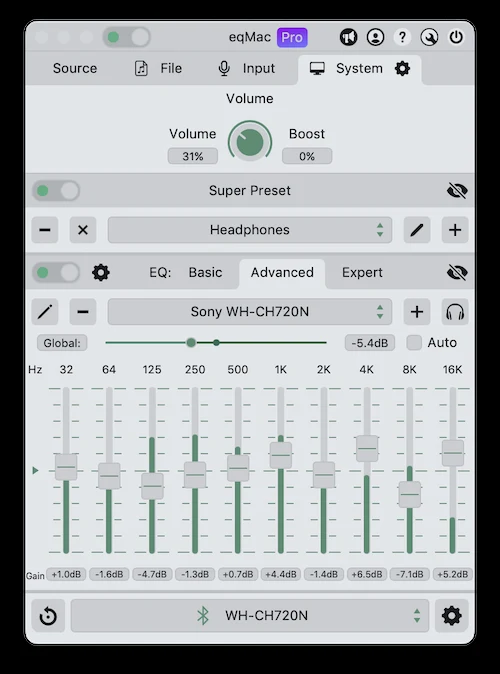 eqMac Pro ?
Source File Input System
Volume
Volume Boost
31% 0%
Super Preset
Headphones
EQ: Basic Advanced Expert
Sony WH-CH720N
Global: -5.4dB Auto
Hz 32 64 125 250 500 1K 2K 4K 8K 16K
Gain +1.0dB -1.6dB -4.7dB -1.3dB +0.7dB +4.4dB -1.4dB +6.5dB -7.1dB +5.2dB
WH-CH720N